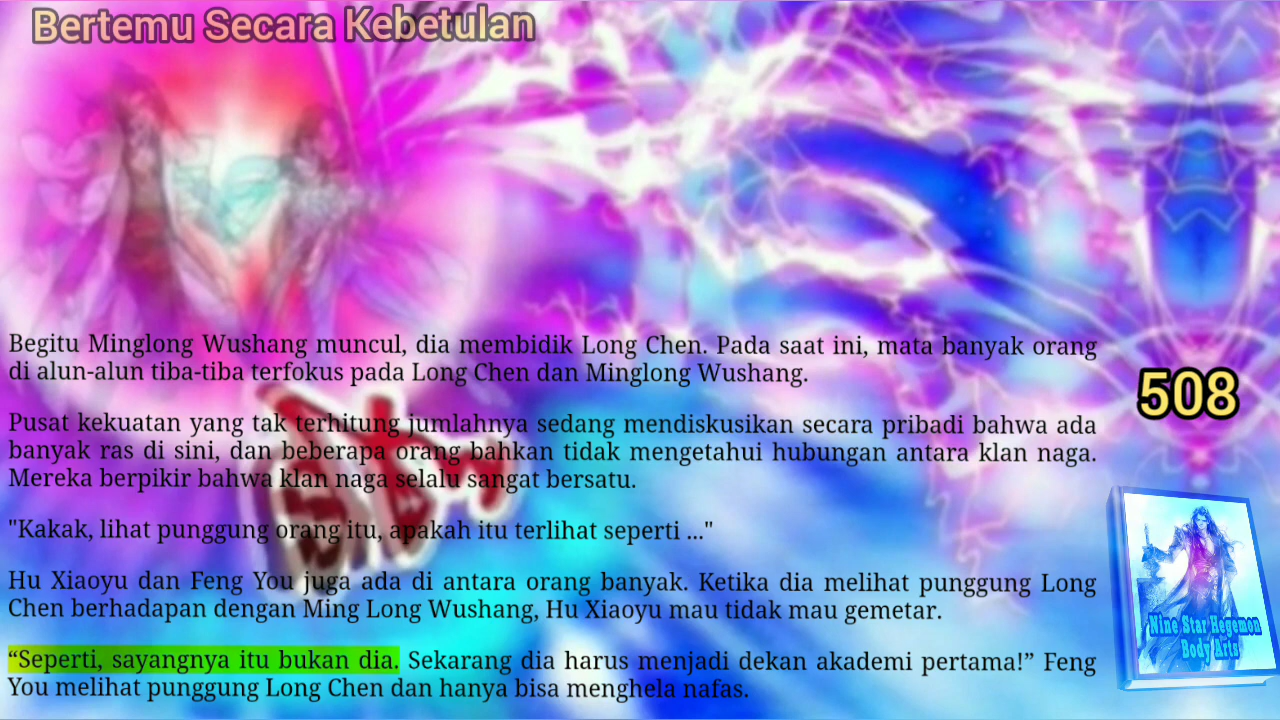 Bertemu Secara Kebetulan
Begitu Minglong Wushang muncul, dia membidik Long Chen. Pada saat ini, mata banyak orang
di alun-alun tiba-tiba terfokus pada Long Chen dan Minglong Wushang.
Pusat kekuatan yang tak terhitung jumlahnya sedang mendiskusikan secara pribadi bahwa ada
banyak ras di sini, dan beberapa orang bahkan tidak mengetahui hubungan antara klan naga.
Mereka berpikir bahwa klan naga selalu sangat bersatu.
"Kakak, lihat punggung orang itu, apakah itu terlihat seperti ..."
Hu Xiaoyu dan Feng You juga ada di antara orang banyak. Ketika dia melihat punggung Long
Chen berhadapan dengan Ming Long Wushang, Hu Xiaoyu mau tidak mau gemetar.
“Seperti, sayangnya itu bukan dia. Sekarang dia harus menjadi dekan akademi pertama!” Feng
You melihat punggung Long Chen dan hanya bisa menghela nafas.
508
Nine Star Hegemon
Body Arts